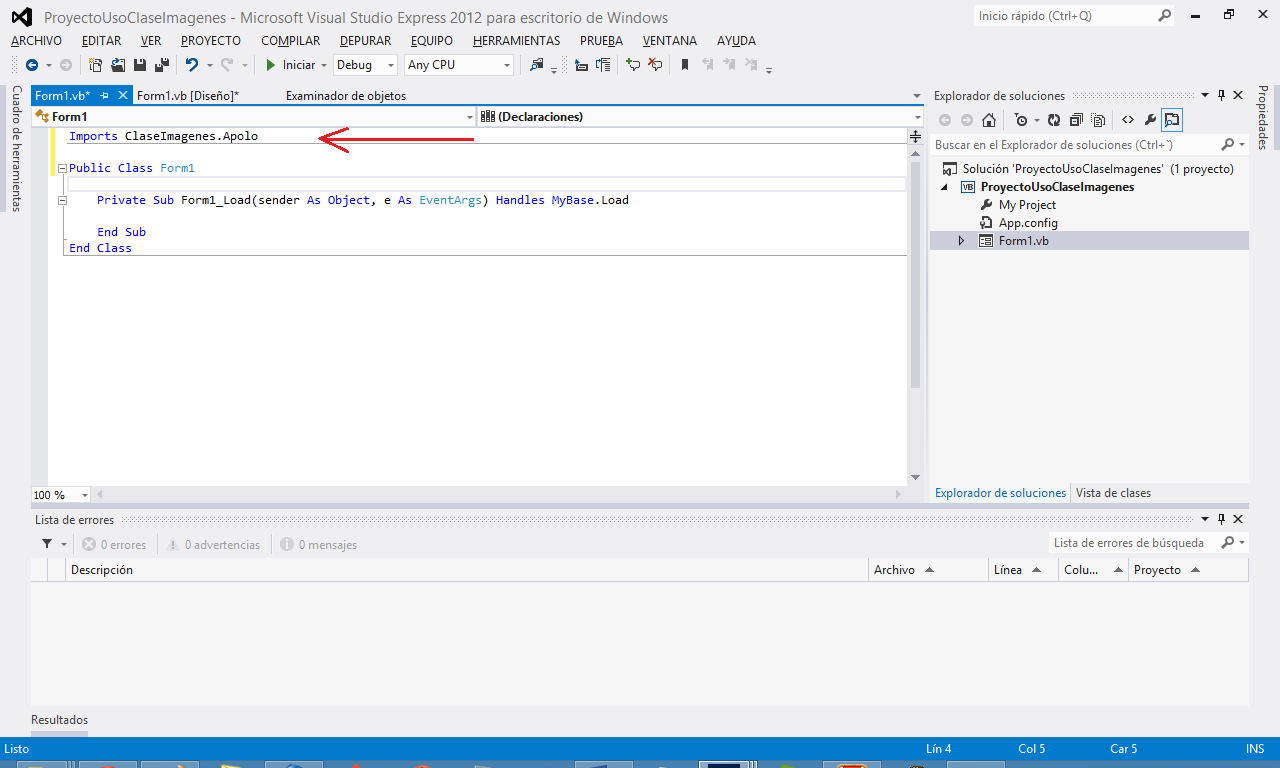 ProyectoUsoClaseImagenes - Microsoft Visual Studio Express 2012 para escritorio de Windows
Inicio rápido (Ctrl+Q)
ARCHIVO EDITAR VER PROYECTO COMPILAR DEPURAR EQUIPO HERRAMIENTAS PRUEBA VENTANA AYUDA
Iniciar Debug Any CPU
Cuadro de herramientas
Form1.vb* Form1.vb [Diseño]* Examinador de objetos
Form1 (Declaraciones)
Imports ClaseImagenes.Apolo
Public Class Form1
Private Sub Form1_Load(sender As Object, e As EventArgs) Handles MyBase.Load
End Sub
End Class
100 %
Explorador de soluciones
Buscar en el Explorador de soluciones (Ctrl+¨)
Solución 'ProyectoUsoClaseImagenes' (1 proyecto)
VB ProyectoUsoClaseImagenes
My Project
App.config
Form1.vb
Explorador de soluciones Vista de clases
Propiedades
Lista de errores
0 errores 0 advertencias 0 mensajes
Lista de errores de búsqueda
Descripción Archivo Línea Colu... Proyecto
Resultados
Listo Lín 4 Col 5 Car 5 INS